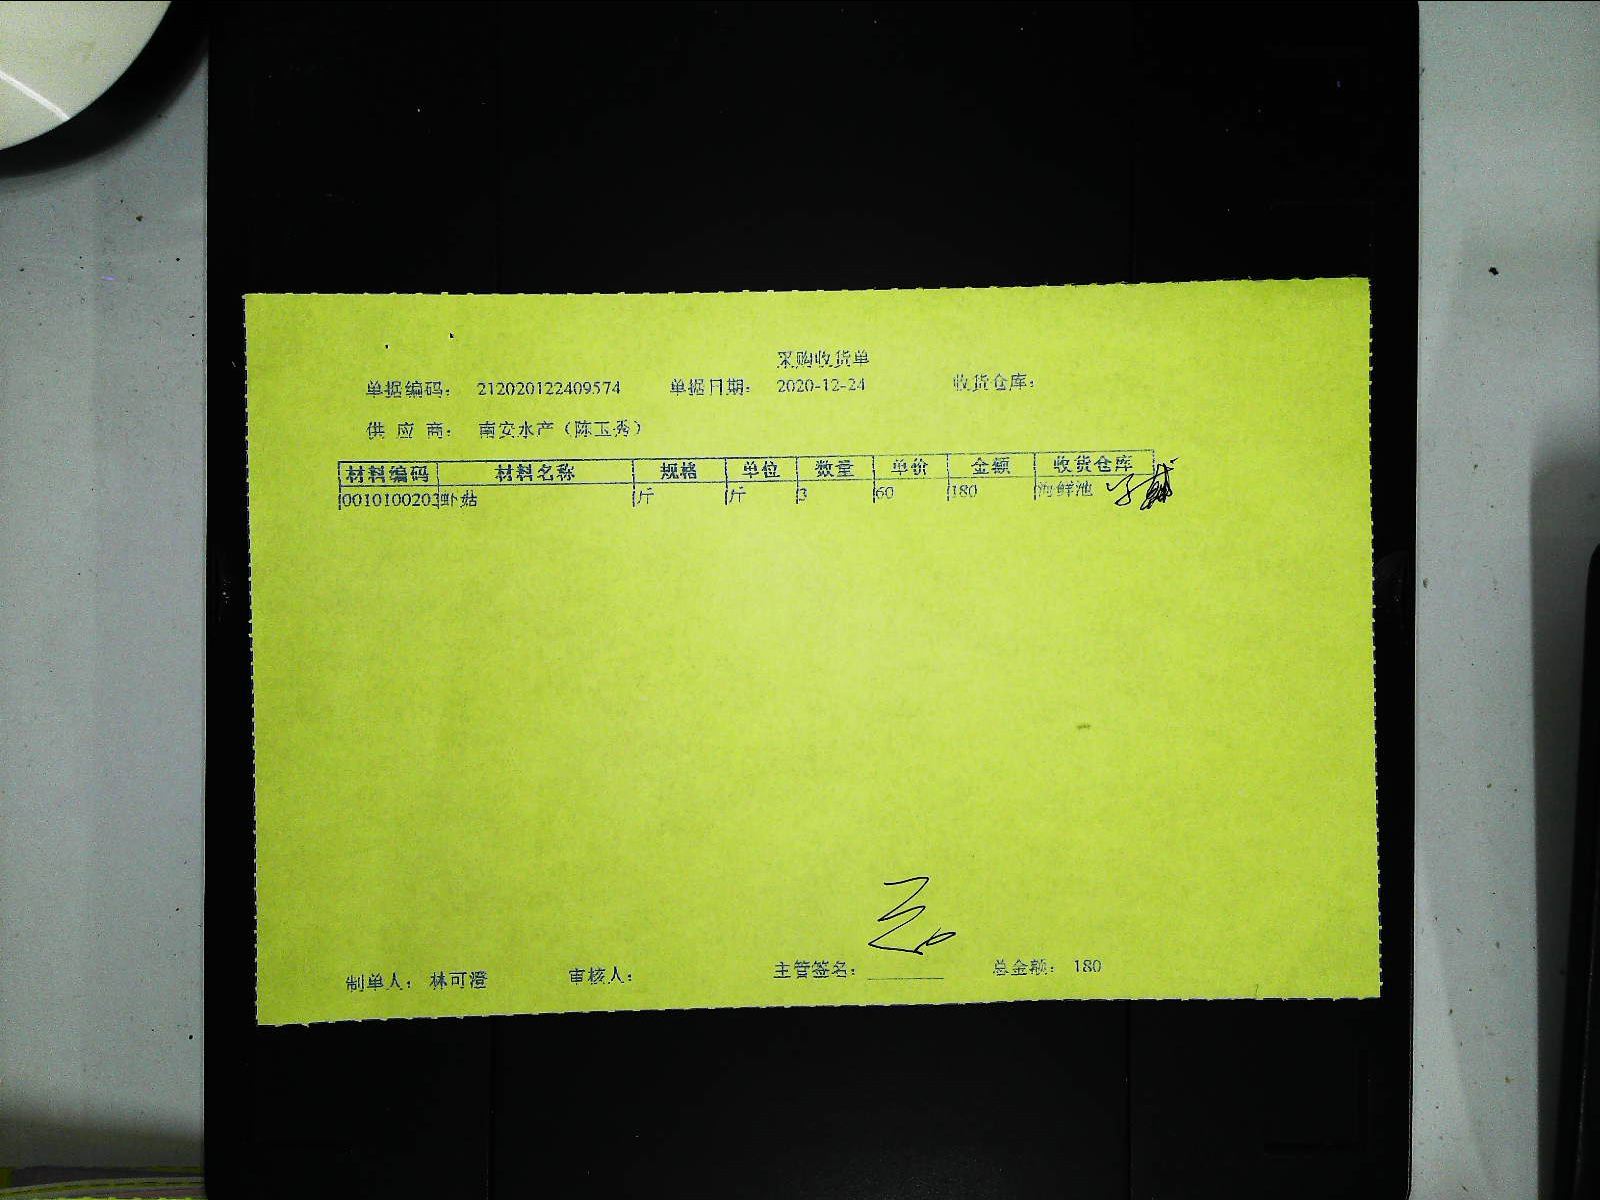 采购收货单
单据编码： 212020122409574 单据日期： 2020-12-24 收货仓库：
供 应 商： 南安水产（陈玉秀）
材料编码 材料名称 规格 单位 数量 单价 金额 收货仓库
0010100203 虾姑 斤 斤 3 60 180 海鲜池
制单人： 林可澄 审核人： 主管签名： 总金额： 180